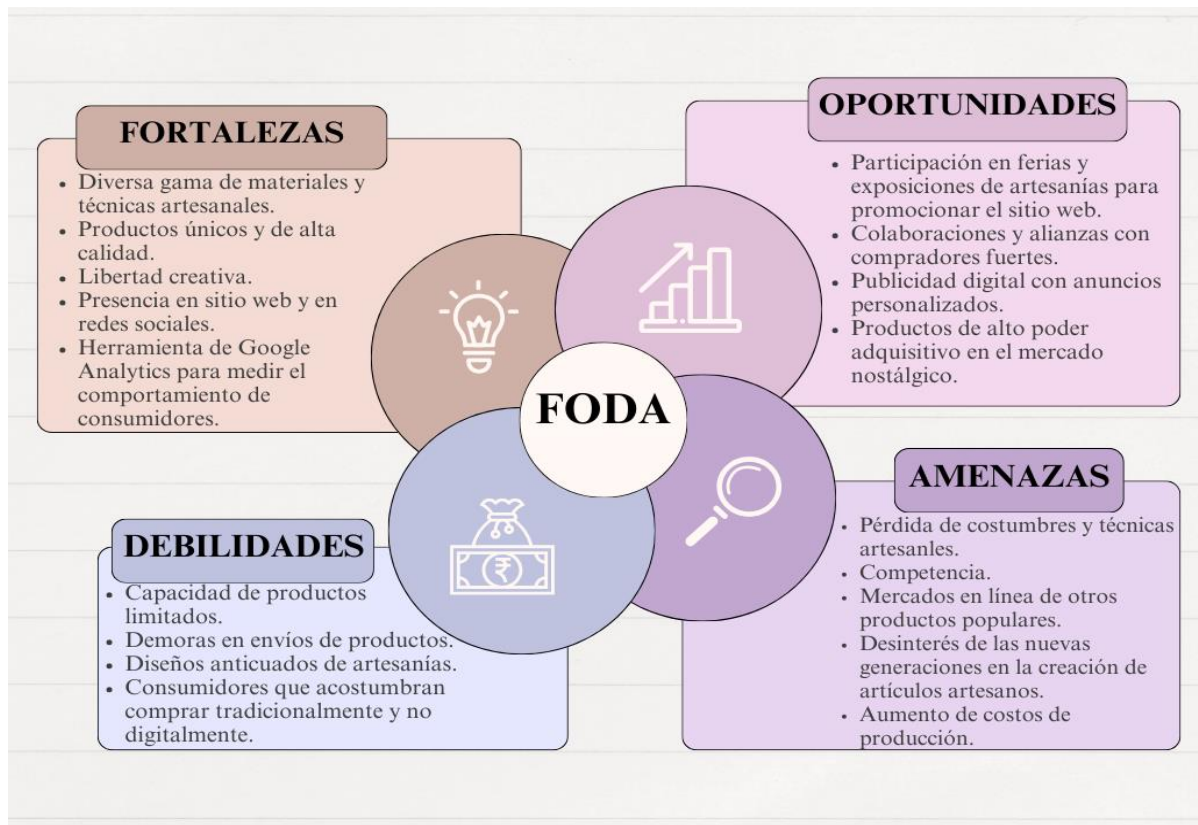 FORTALEZAS
• Diversa gama de materiales y
técnicas artesanales.
• Productos únicos y de alta
calidad.
• Libertad creativa.
• Presencia en sitio web y en
redes sociales.
• Herramienta de Google
Analytics para medir el
comportamiento de
consumidores.
OPORTUNIDADES
• Participación en ferias y
exposiciones de artesanías para
promocionar el sitio web.
• Colaboraciones y alianzas con
compradores fuertes.
• Publicidad digital con anuncios
personalizados.
• Productos de alto poder
adquisitivo en el mercado
nostálgico.
FODA
DEBILIDADES
• Capacidad de productos
limitados.
• Demoras en envíos de productos.
• Diseños anticuados de artesanías.
• Consumidores que acostumbran
comprar tradicionalmente y no
digitalmente.
₹
AMENAZAS
• Pérdida de costumbres y técnicas
artesanles.
• Competencia.
• Mercados en línea de otros
productos populares.
• Desinterés de las nuevas
generaciones en la creación de
artículos artesanos.
• Aumento de costos de
producción.